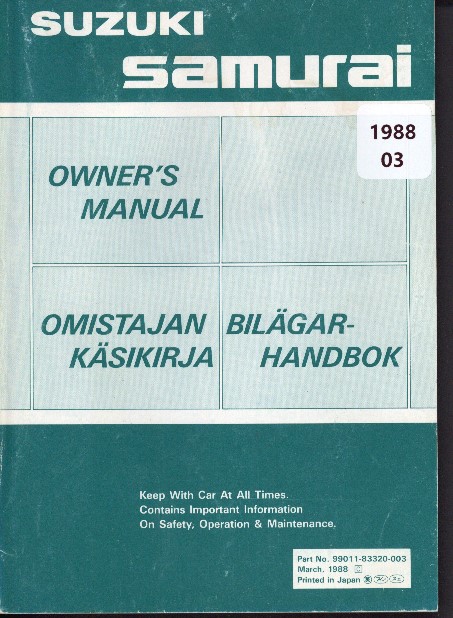 SUZUKI
samurai
1988
03
OWNER'S
MANUAL
OMISTAJAN
KÄSIKIRJA
BILÄGAR-
HANDBOK
Keep With Car At All Times.
Contains Important Information
On Safety, Operation & Maintenance.
Part No. 99011-83320-003
March, 1988
Printed in Japan